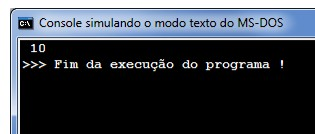 C:\ Console simulando o modo texto do MS-DOS
10
>>> Fim da execução do programa !